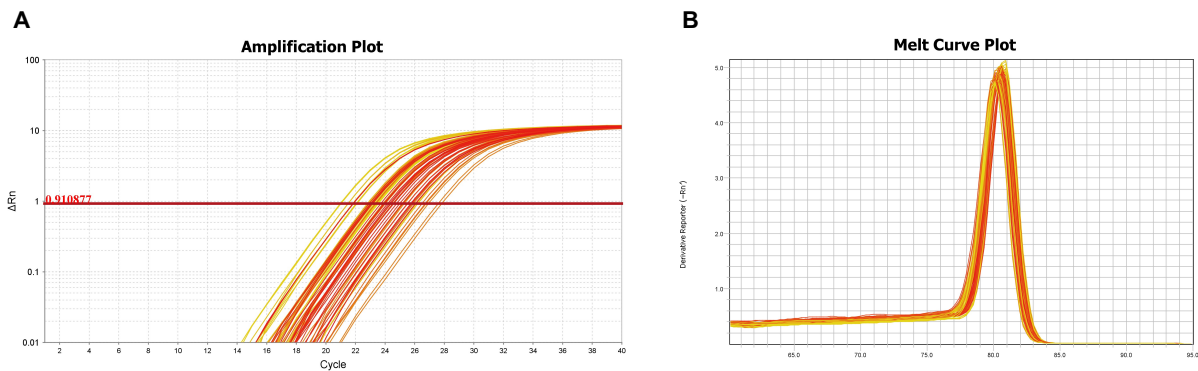 A
Amplification Plot
100
10
1
0.1
0.01
0.910877
ΔRn
2 4 6 8 10 12 14 16 18 20 22 24 26 28 30 32 34 36 38 40
Cycle
B
Melt Curve Plot
5.0
4.0
3.0
2.0
1.0
Derivative Reporter (-Rn')
65.0 70.0 75.0 80.0 85.0 90.0 95.0